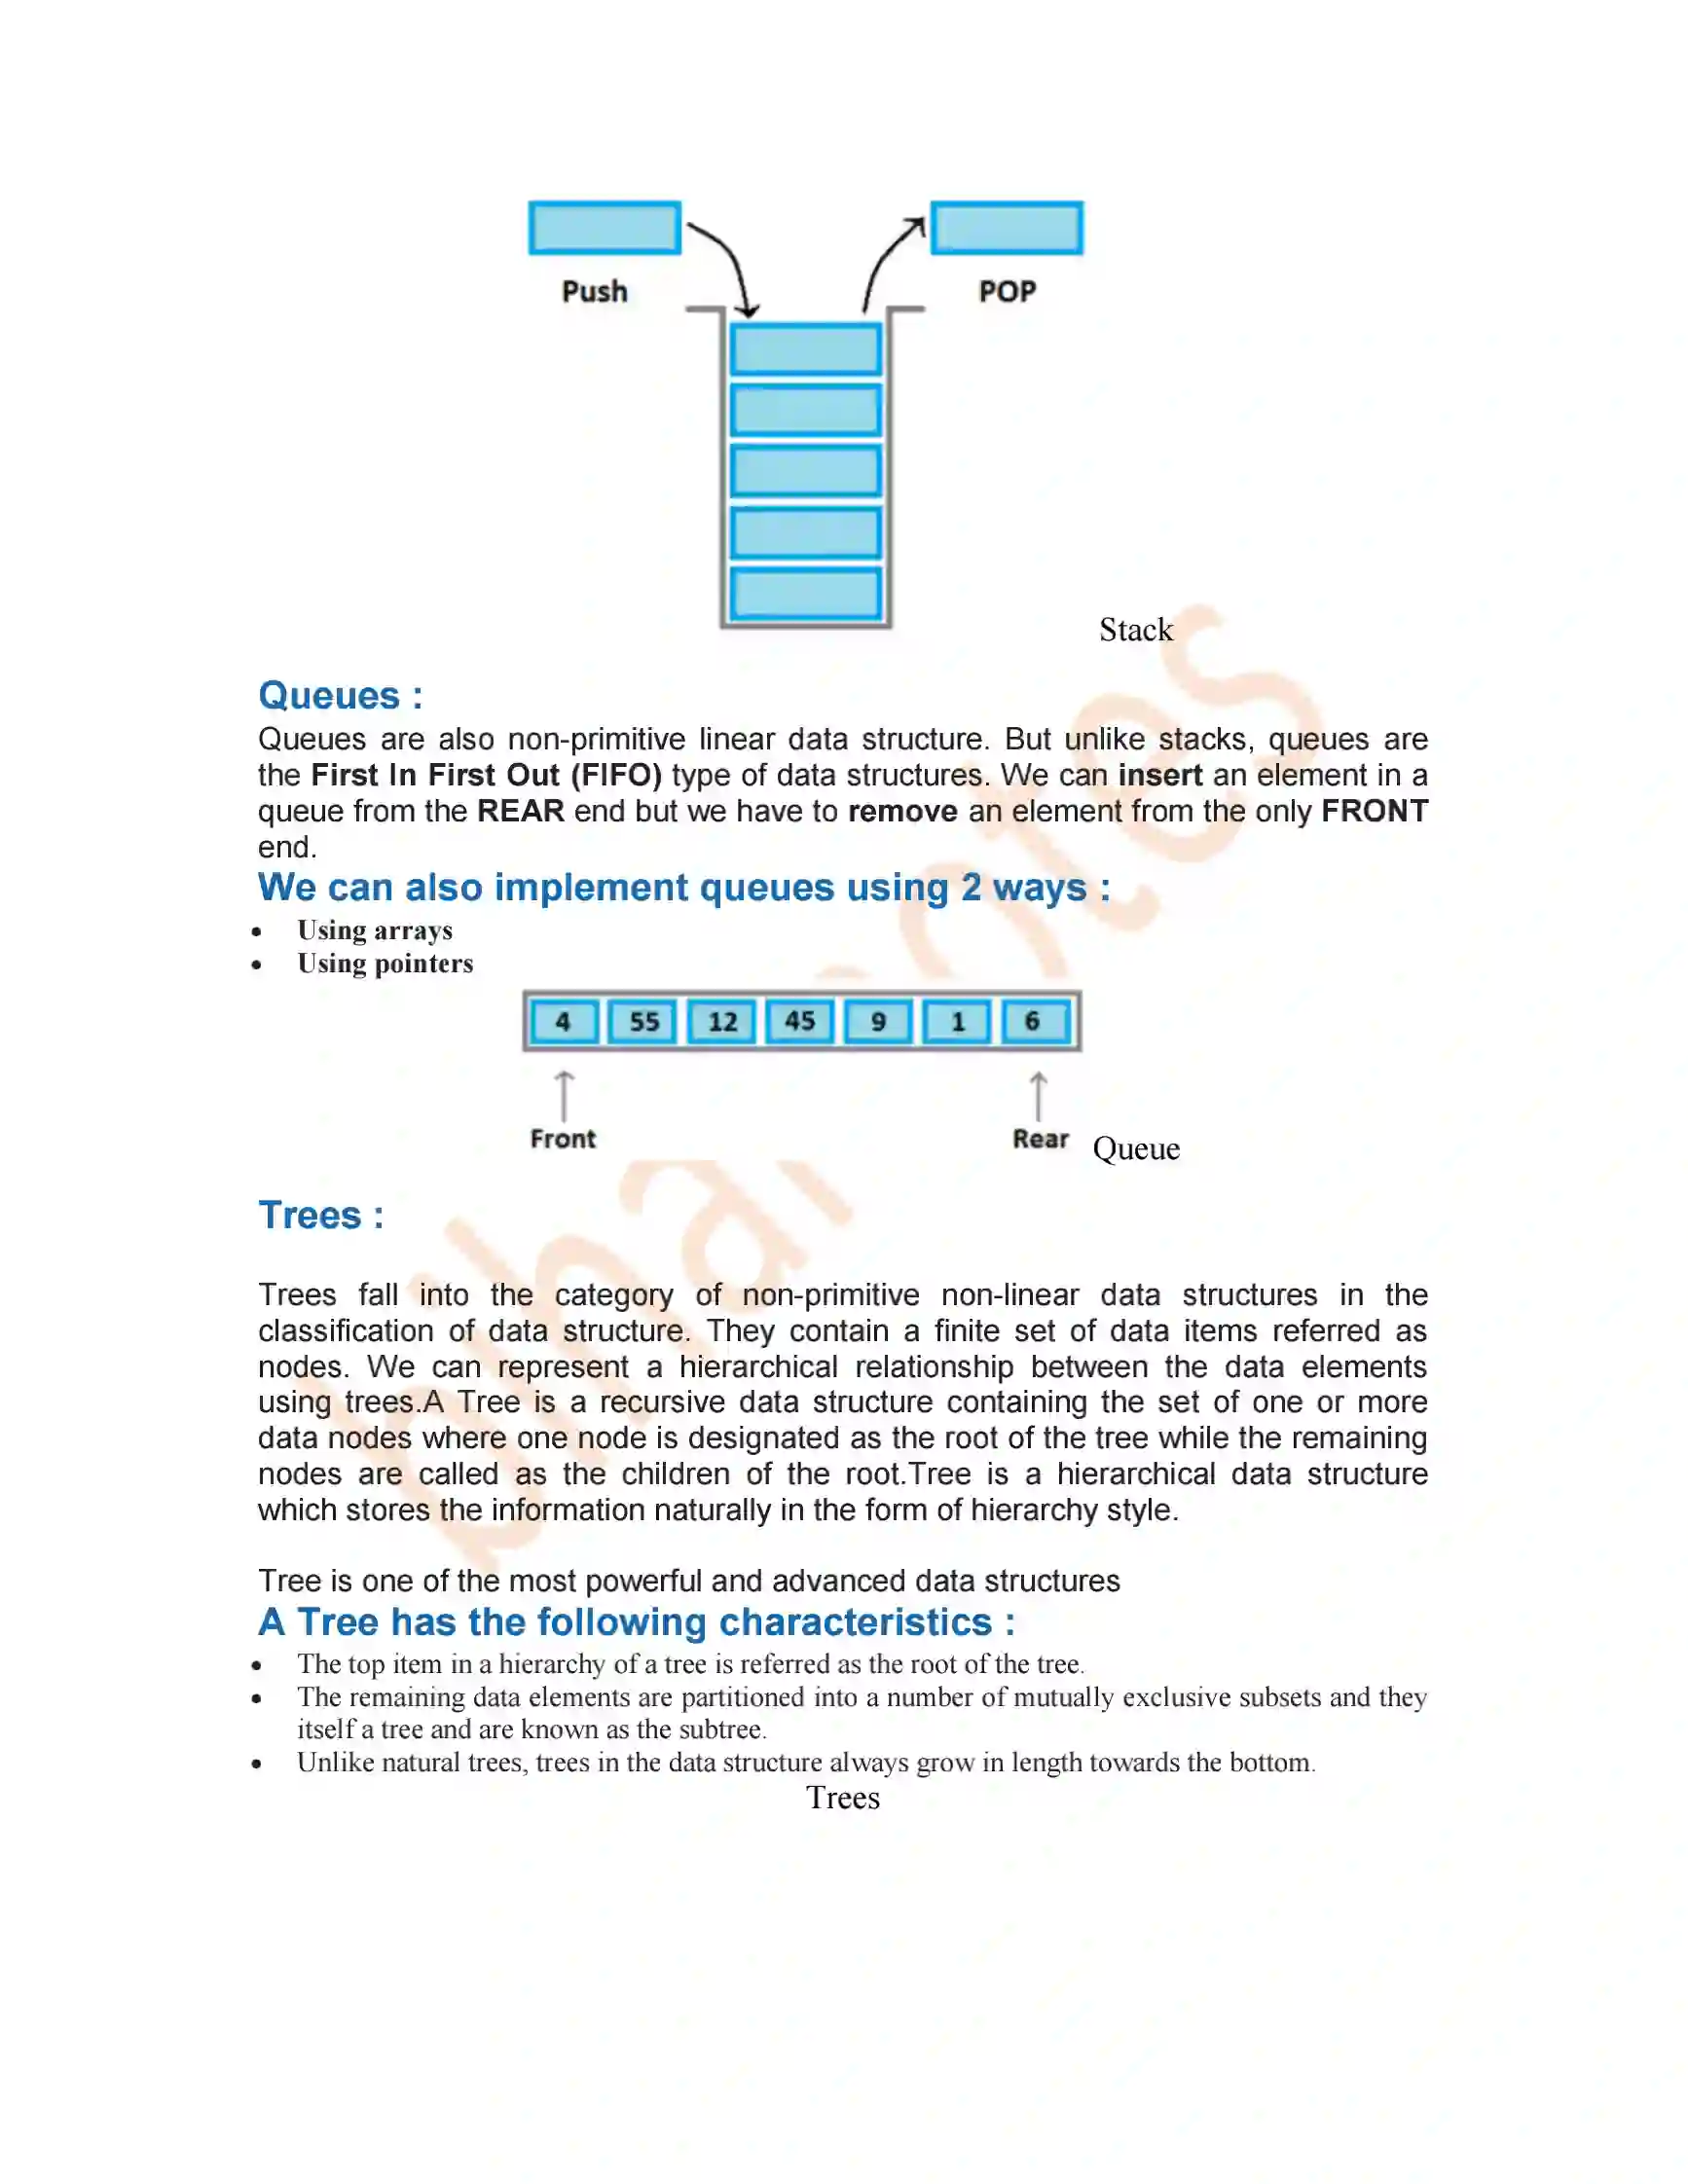 Push
POP
Stack
Queues :
Queues are also non-primitive linear data structure. But unlike stacks, queues are
the First In First Out (FIFO) type of data structures. We can insert an element in a
queue from the REAR end but we have to remove an element from the only FRONT
end.
We can also implement queues using 2 ways :
• Using arrays
• Using pointers
4 55 12 45 9 1 6
Front
Rear
Queue
Trees :
Trees fall into the category of non-primitive non-linear data structures in the
classification of data structure. They contain a finite set of data items referred as
nodes. We can represent a hierarchical relationship between the data elements
using trees.A Tree is a recursive data structure containing the set of one or more
data nodes where one node is designated as the root of the tree while the remaining
nodes are called as the children of the root.Tree is a hierarchical data structure
which stores the information naturally in the form of hierarchy style.
Tree is one of the most powerful and advanced data structures
A Tree has the following characteristics :
• The top item in a hierarchy of a tree is referred as the root of the tree.
• The remaining data elements are partitioned into a number of mutually exclusive subsets and they
itself a tree and are known as the subtree.
• Unlike natural trees, trees in the data structure always grow in length towards the bottom.
Trees